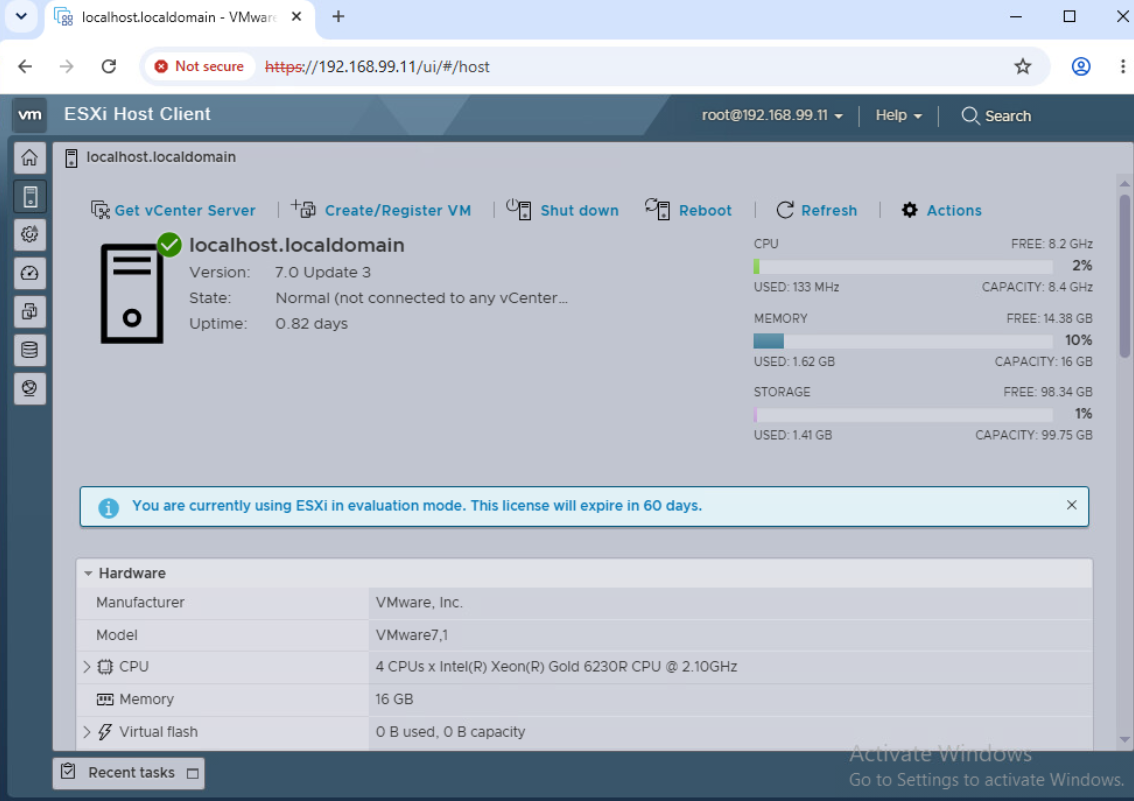 localhost.localdomain - VMware
Not secure https://192.168.99.11/ui/#/host
vm ESXi Host Client root@192.168.99.11 Help Search
localhost.localdomain
Get vCenter Server Create/Register VM Shut down Reboot Refresh Actions
localhost.localdomain
Version: 7.0 Update 3
State: Normal (not connected to any vCenter...
Uptime: 0.82 days
CPU FREE: 8.2 GHz
2%
USED: 133 MHz CAPACITY: 8.4 GHz
MEMORY FREE: 14.38 GB
10%
USED: 1.62 GB CAPACITY: 16 GB
STORAGE FREE: 98.34 GB
1%
USED: 1.41 GB CAPACITY: 99.75 GB
You are currently using ESXi in evaluation mode. This license will expire in 60 days.
Hardware
Manufacturer VMware, Inc.
Model VMware7,1
CPU 4 CPUs x Intel(R) Xeon(R) Gold 6230R CPU @ 2.10GHz
Memory 16 GB
Virtual flash 0 B used, 0 B capacity
Recent tasks
Activate Windows
Go to Settings to activate Windows.